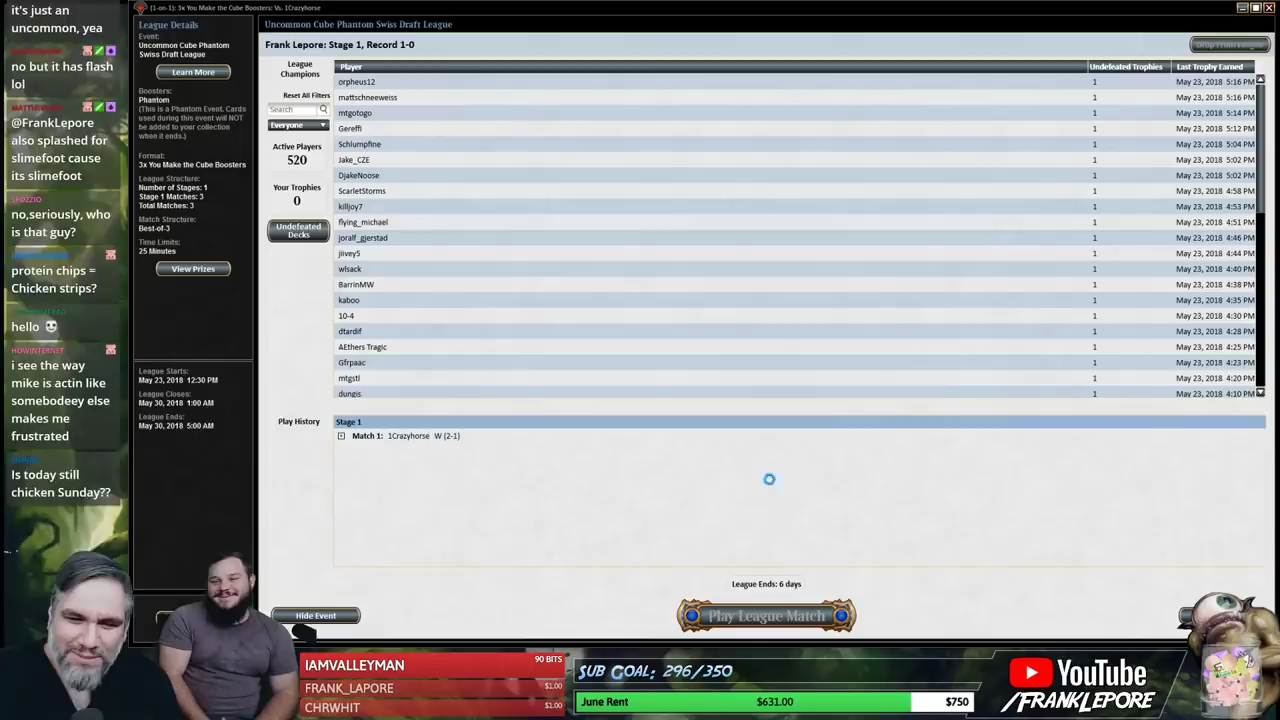 (1-on-1): 3x You Make the Cube Boosters: Vs. 1Crazyhorse
it's just an
uncommon, yea
no but it has flash
lol
@FrankLepore
also splashed for
slimefoot cause
its slimefoot
SPOZZIO
no,seriously, who
is that guy?
protein chips =
Chicken strips?
hello
HOWINTERNET
i see the way
mike is actin like
somebodeey else
makes me
frustrated
Is today still
chicken Sunday??
League Details
Event:
Uncommon Cube Phantom
Swiss Draft League
Learn More
Boosters:
Phantom
(This is a Phantom Event. Cards
used during this event will NOT
be added to your collection
when it ends.)
Format:
3x You Make the Cube Boosters
League Structure:
Number of Stages: 1
Stage 1 Matches: 3
Total Matches: 3
Match Structure:
Best-of-3
Time Limits:
25 Minutes
View Prizes
League Starts:
May 23, 2018 12:30 PM
League Closes:
May 30, 2018 1:00 AM
League Ends:
May 30, 2018 5:00 AM
Uncommon Cube Phantom Swiss Draft League
Frank Lepore: Stage 1, Record 1-0
Drop From League
League
Champions
Reset All Filters
Search
Everyone
Active Players
520
Your Trophies
0
Undefeated
Decks
Player Undefeated Trophies Last Trophy Earned
orpheus12 1 May 23, 2018 5:16 PM
mattschneeweiss 1 May 23, 2018 5:16 PM
mtgotogo 1 May 23, 2018 5:14 PM
Gereffi 1 May 23, 2018 5:12 PM
Schlumpfine 1 May 23, 2018 5:04 PM
Jake_CZE 1 May 23, 2018 5:02 PM
DjakeNoose 1 May 23, 2018 5:02 PM
ScarletStorms 1 May 23, 2018 4:58 PM
killjoy7 1 May 23, 2018 4:53 PM
flying_michael 1 May 23, 2018 4:51 PM
joralf_gjerstad 1 May 23, 2018 4:46 PM
jiivey5 1 May 23, 2018 4:44 PM
wlsack 1 May 23, 2018 4:40 PM
BarrinMW 1 May 23, 2018 4:38 PM
kaboo 1 May 23, 2018 4:35 PM
10-4 1 May 23, 2018 4:30 PM
dtardif 1 May 23, 2018 4:28 PM
AEthers Tragic 1 May 23, 2018 4:25 PM
Gfrpaac 1 May 23, 2018 4:23 PM
mtgstl 1 May 23, 2018 4:20 PM
dungis 1 May 23, 2018 4:10 PM
Play History
Stage 1
Match 1: 1Crazyhorse W (2-1)
League Ends: 6 days
Hide Event
Play League Match
IAMVALLEYMAN 90 BITS
FRANK_LAPORE $1.00
CHRWHIT $1.00
SUB GOAL: 296/350
June Rent $631.00 $750
YouTube
/FRANKLEPORE